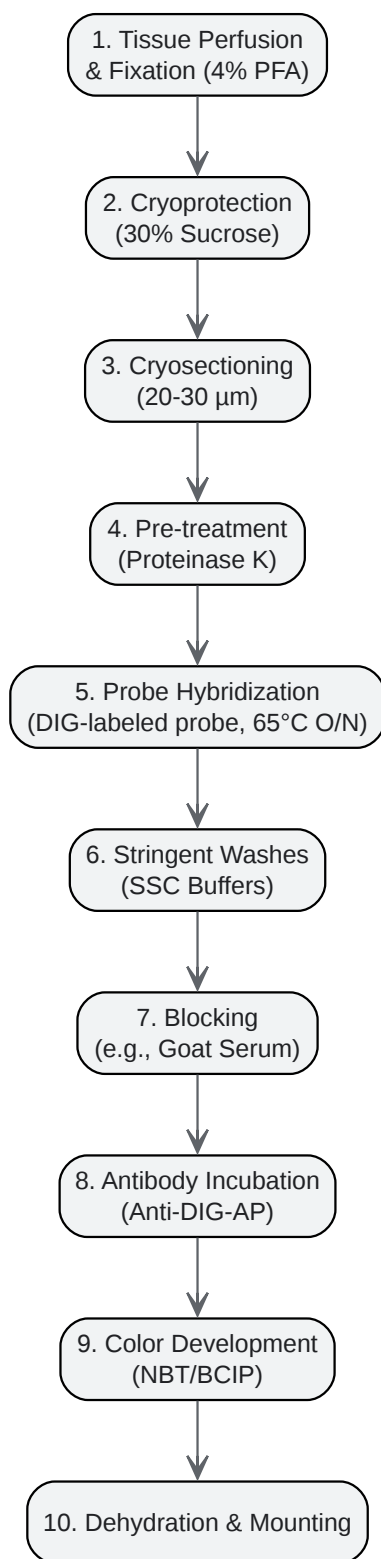 1. Tissue Perfusion
& Fixation (4% PFA)
2. Cryoprotection
(30% Sucrose)
3. Cryosectioning
(20-30 µm)
4. Pre-treatment
(Proteinase K)
5. Probe Hybridization
(DIG-labeled probe, 65°C O/N)
6. Stringent Washes
(SSC Buffers)
7. Blocking
(e.g., Goat Serum)
8. Antibody Incubation
(Anti-DIG-AP)
9. Color Development
(NBT/BCIP)
10. Dehydration & Mounting